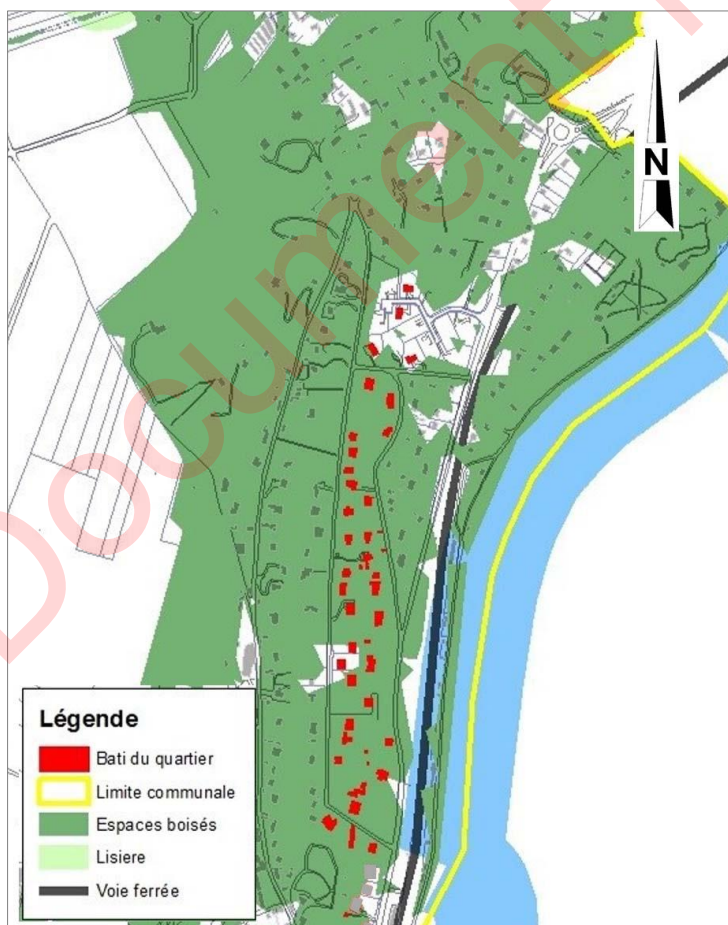 Document
N
Légende
Bati du quartier
Limite communale
Espaces boisés
Lisiere
Voie ferrée